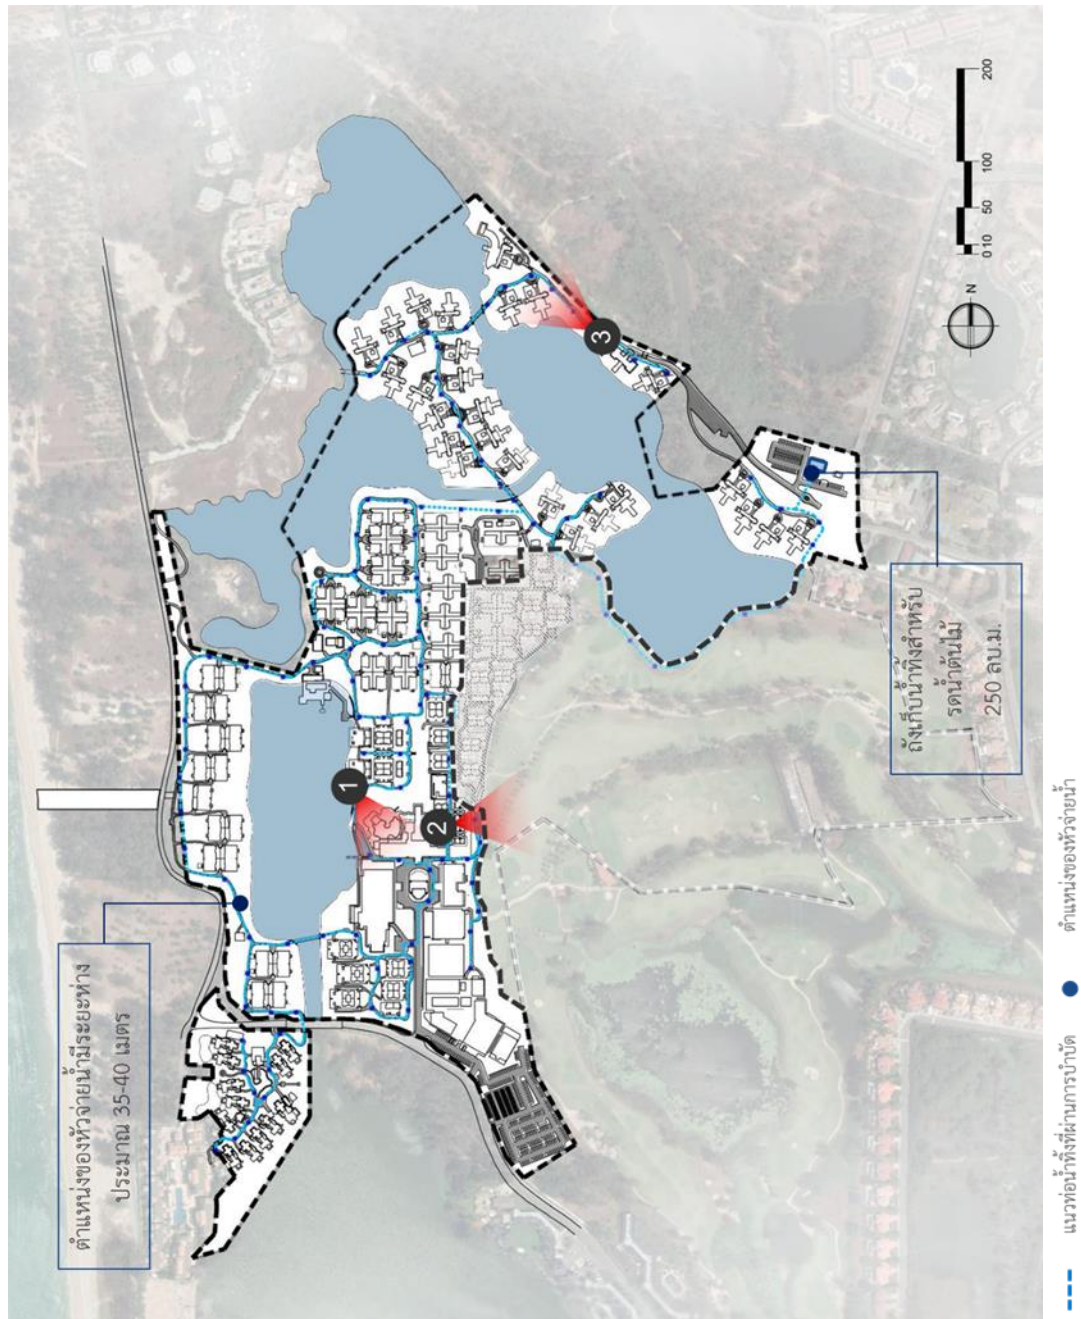 ตำแหน่งของหัวจ่ายน้ำมีระยะห่าง
ประมาณ 35-40 เมตร
1
2
3
ถังเก็บน้ำทิ้งสำหรับ
รดน้ำต้นไม้
250 ลบ.ม.
N
0 10 50 100 200
แนวท่อน้ำทิ้งที่ผ่านการบำบัด
ตำแหน่งของหัวจ่ายน้ำ